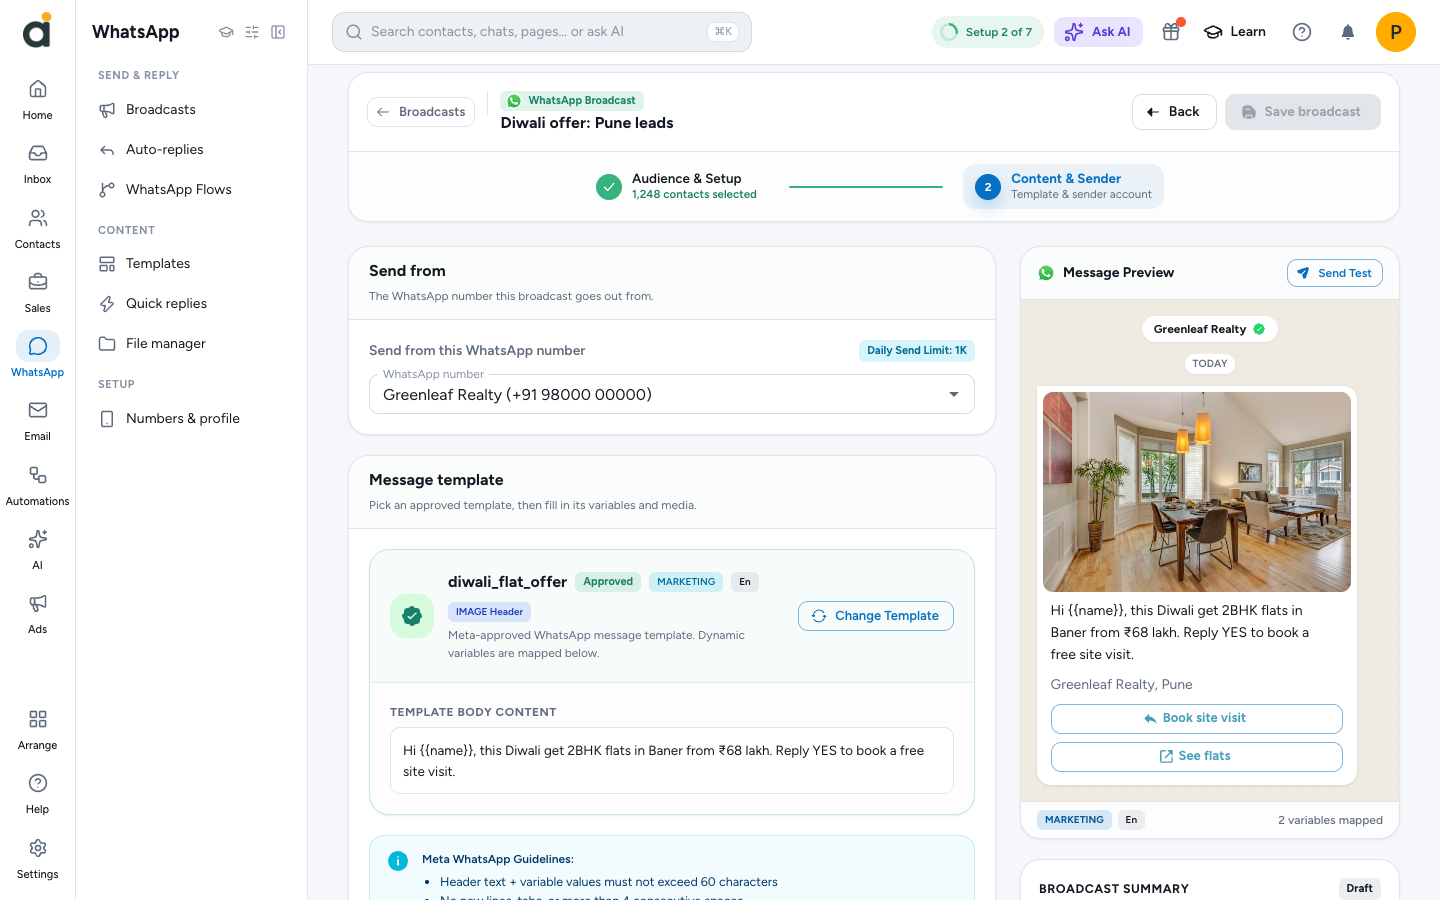 WhatsApp
Search contacts, chats, pages... or ask AI
⌘K
Setup 2 of 7
Ask AI
Learn
P
Home
Inbox
Contacts
Sales
WhatsApp
Email
Automations
AI
Ads
Arrange
Help
Settings
SEND & REPLY
Broadcasts
Auto-replies
WhatsApp Flows
CONTENT
Templates
Quick replies
File manager
SETUP
Numbers & profile
Broadcasts
WhatsApp Broadcast
Diwali offer: Pune leads
Back
Save broadcast
Audience & Setup
1,248 contacts selected
2
Content & Sender
Template & sender account
Send from
The WhatsApp number this broadcast goes out from.
Send from this WhatsApp number
Daily Send Limit: 1K
WhatsApp number
Greenleaf Realty (+91 98000 00000)
Message template
Pick an approved template, then fill in its variables and media.
diwali_flat_offer
Approved
MARKETING
En
IMAGE Header
Meta-approved WhatsApp message template. Dynamic
variables are mapped below.
Change Template
TEMPLATE BODY CONTENT
Hi {{name}}, this Diwali get 2BHK flats in Baner from ₹68 lakh. Reply YES to book a free
site visit.
Meta WhatsApp Guidelines:
• Header text + variable values must not exceed 60 characters
• No new lines, tabs, or more than 4 consecutive spaces
Message Preview
Send Test
Greenleaf Realty
TODAY
Hi {{name}}, this Diwali get 2BHK flats in
Baner from ₹68 lakh. Reply YES to book a
free site visit.
Greenleaf Realty, Pune
Book site visit
See flats
MARKETING
En
2 variables mapped
BROADCAST SUMMARY
Draft